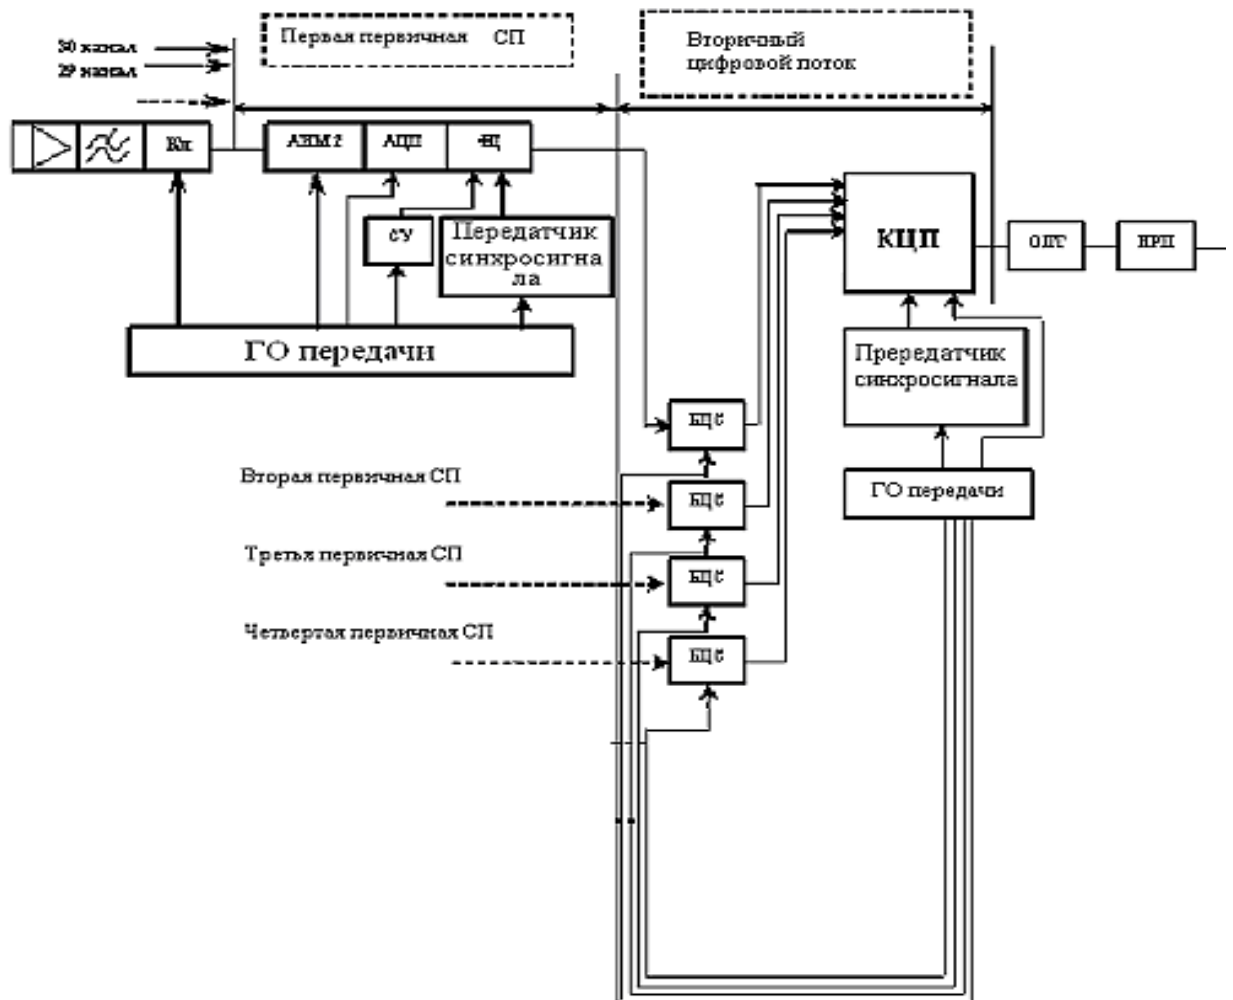 Первая первичная СП
Вторичный
цифровой поток
30 канал
29 канал
Кл
АИМ 2
АЦП
СУ
Передатчик
синхросигна
ла
ГО передачи
КЦП
ОЛТ
НРП
Прередатчик
синхросигнала
ГО передачи
БЦС
Вторая первичная СП
БЦС
Третья первичная СП
БЦС
Четвертая первичная СП
БЦС